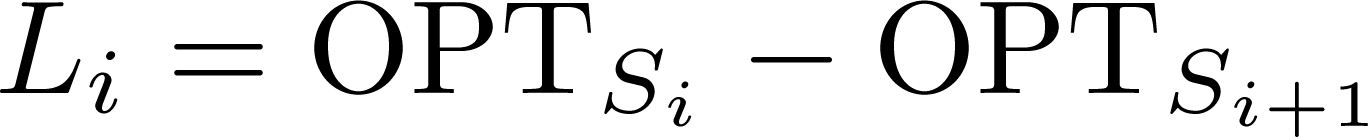 L_i = OPT_{S_i} − OPT_{S_{i+1}}